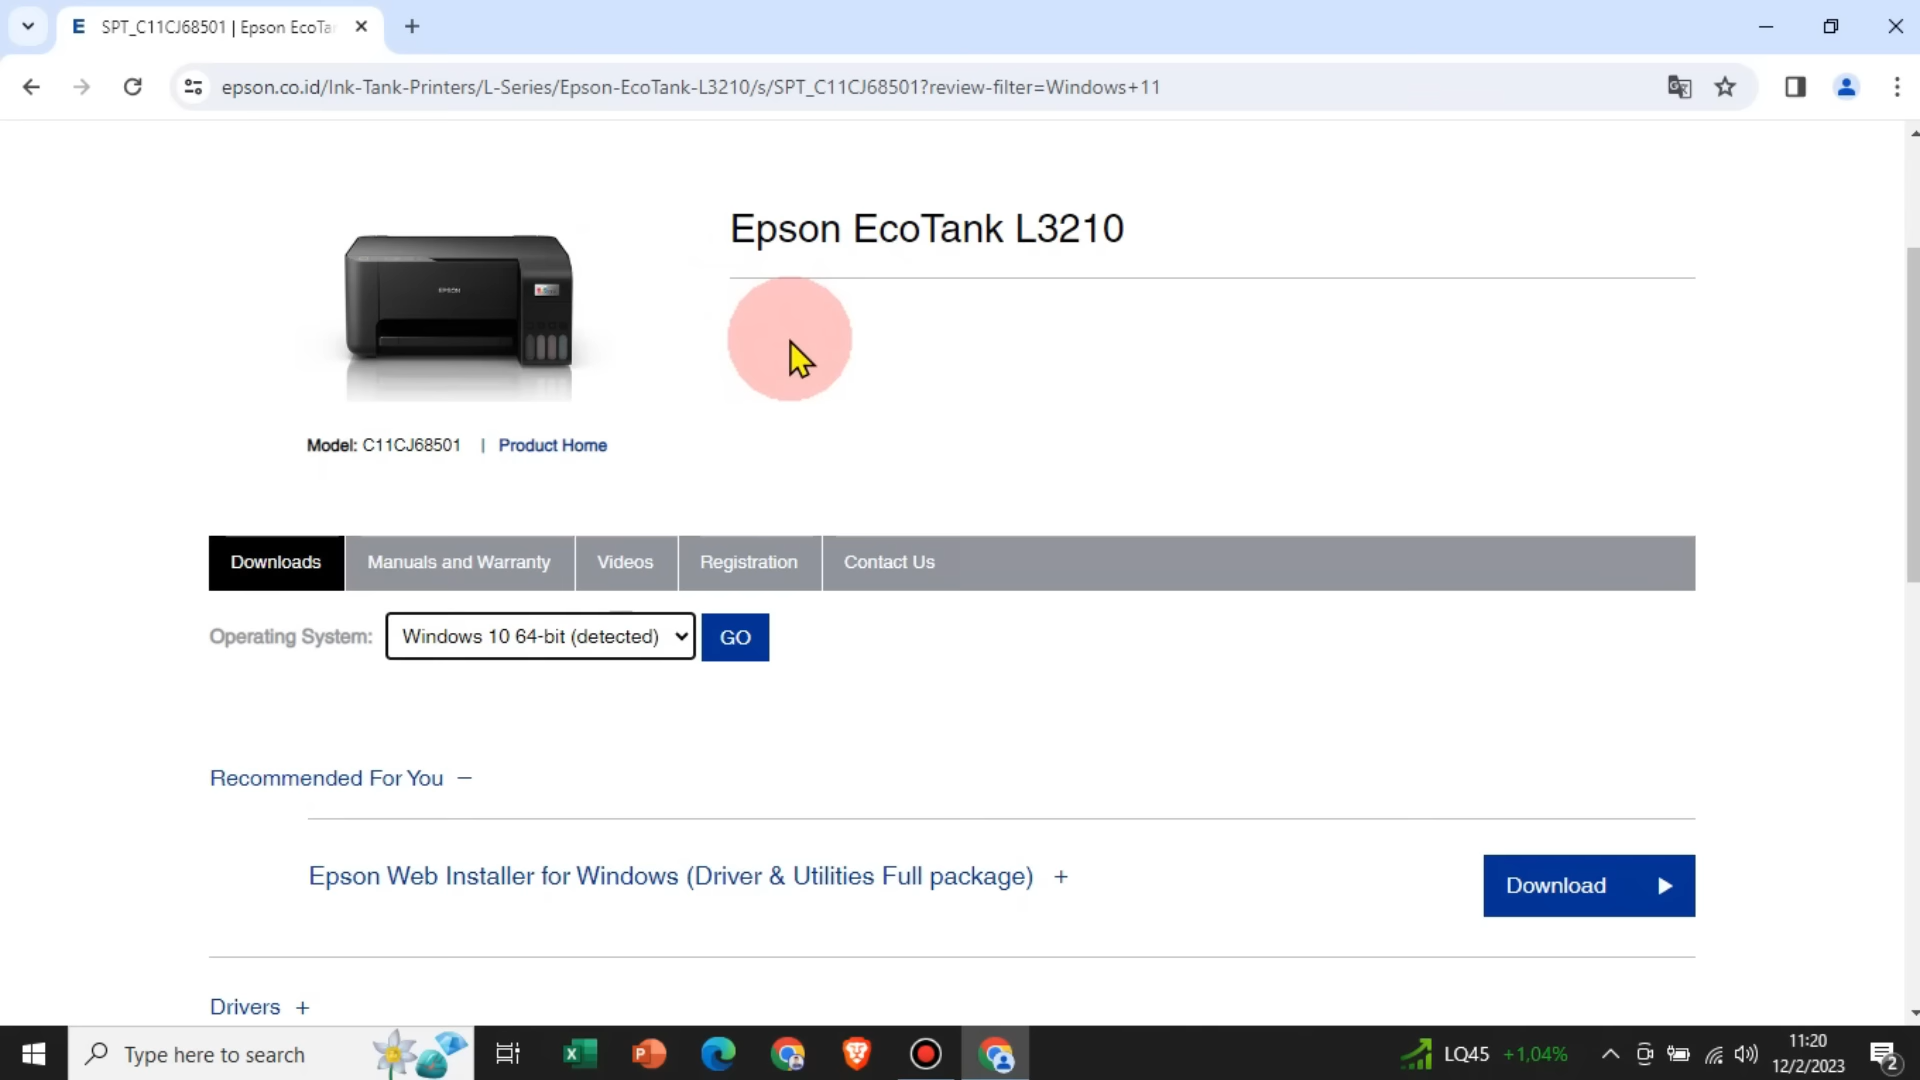 SPT_C11CJ68501 | Epson EcoTa
epson.co.id/Ink-Tank-Printers/L-Series/Epson-EcoTank-L3210/s/SPT_C11CJ68501?review-filter=Windows+11
Epson EcoTank L3210
EPSON
Model: C11CJ68501 | Product Home
Downloads
Manuals and Warranty
Videos
Registration
Contact Us
Operating System: Windows 10 64-bit (detected) GO
Recommended For You −
Epson Web Installer for Windows (Driver & Utilities Full package) +
Download
Drivers +
Type here to search
LQ45 +1,04%
11:20
12/2/2023
2